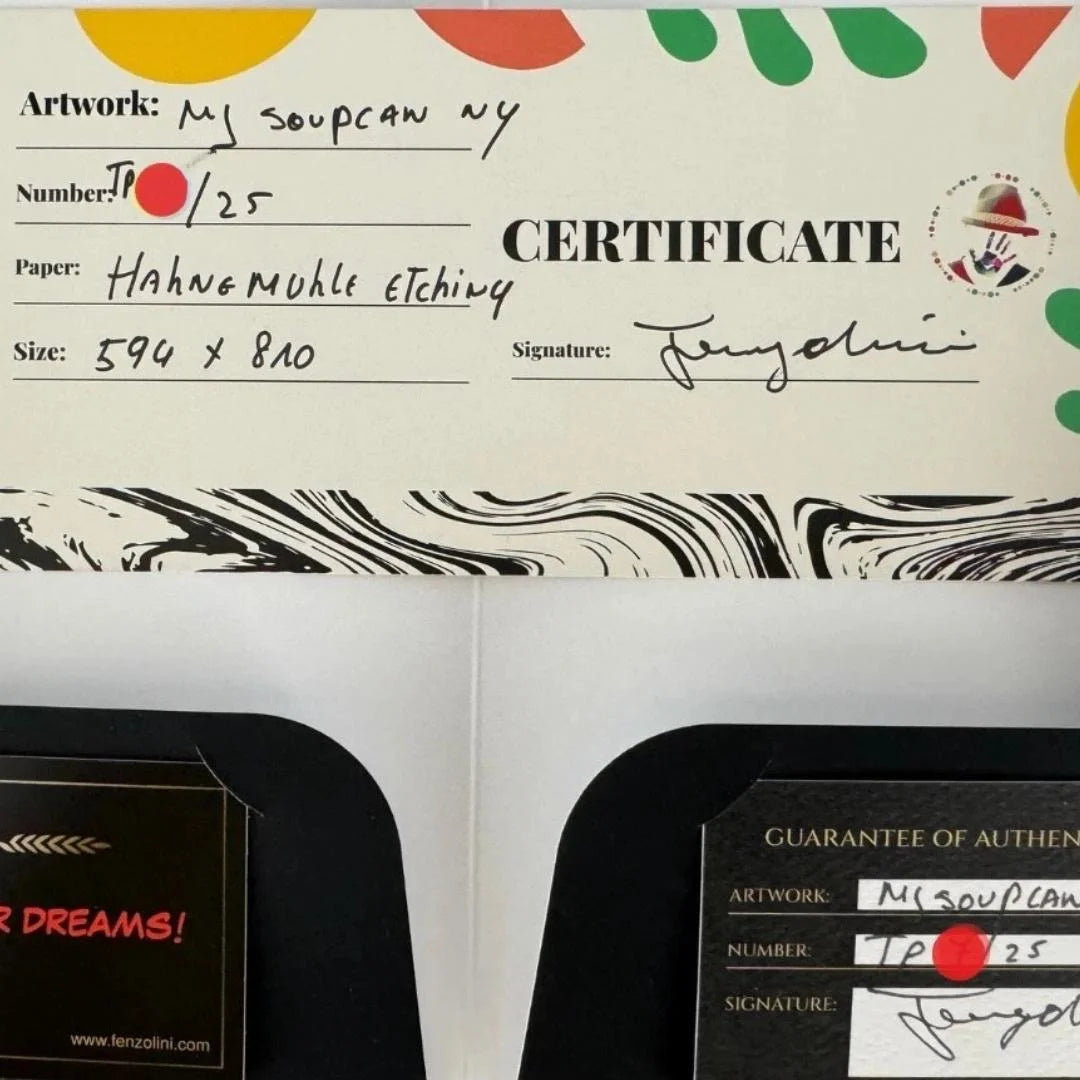 Artwork: MJ SOUPCAN NY
Number: TP /25
Paper: HAhNEMUhlE ETchiNg
CERTIFICATE
Size: 594 x 810
Signature:
R DREAMS!
www.fenzolini.com
GUARANTEE OF AUTHEN
ARTWORK: MJ SOUPCAN
NUMBER: TP /25
SIGNATURE: